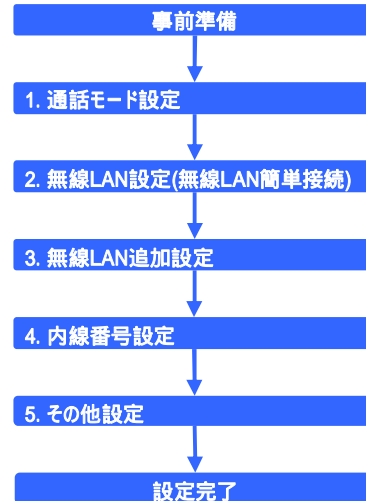 事前準備
1. 通話モード設定
2. 無線LAN設定(無線LAN簡単接続)
3. 無線LAN追加設定
4. 内線番号設定
5. その他設定
設定完了